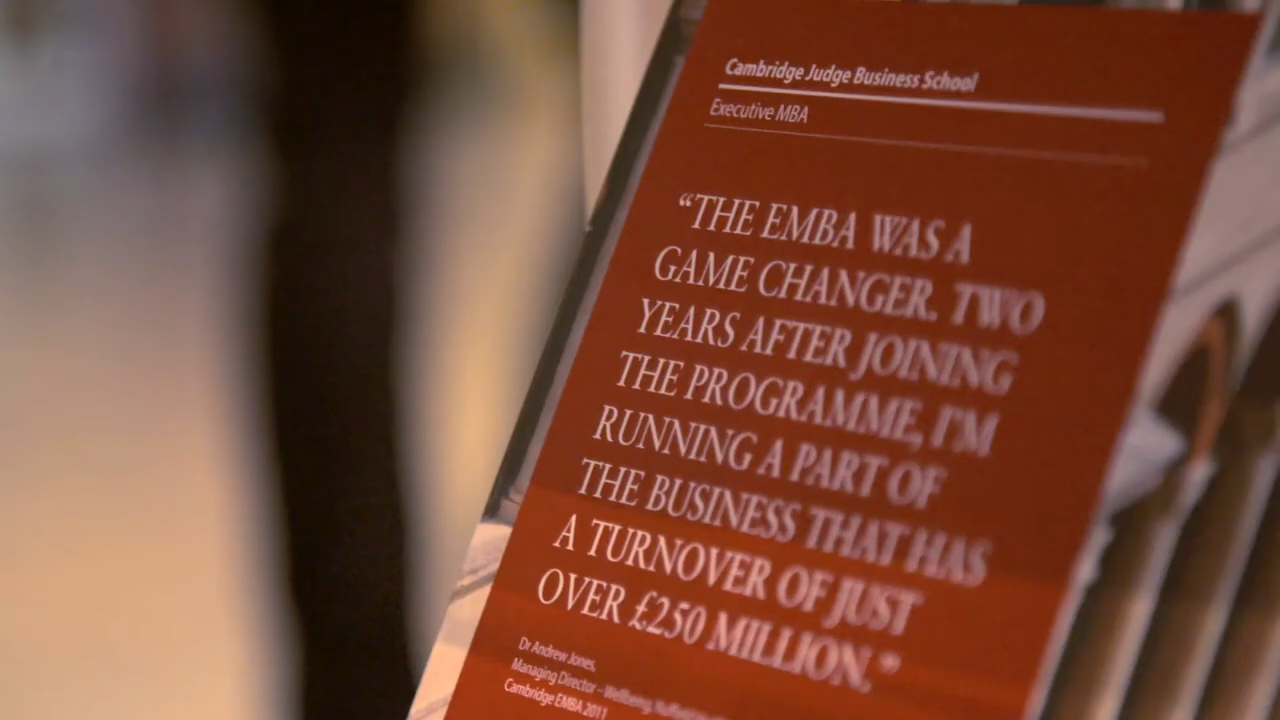 Cambridge Judge Business School
Executive MBA
“THE EMBA WAS A
GAME CHANGER. TWO
YEARS AFTER JOINING
THE PROGRAMME, I'M
RUNNING A PART OF
THE BUSINESS THAT HAS
A TURNOVER OF JUST
OVER £250 MILLION.”
Dr Andrew Jones,
Managing Director – Wellbeing,
Cambridge EMBA 2011